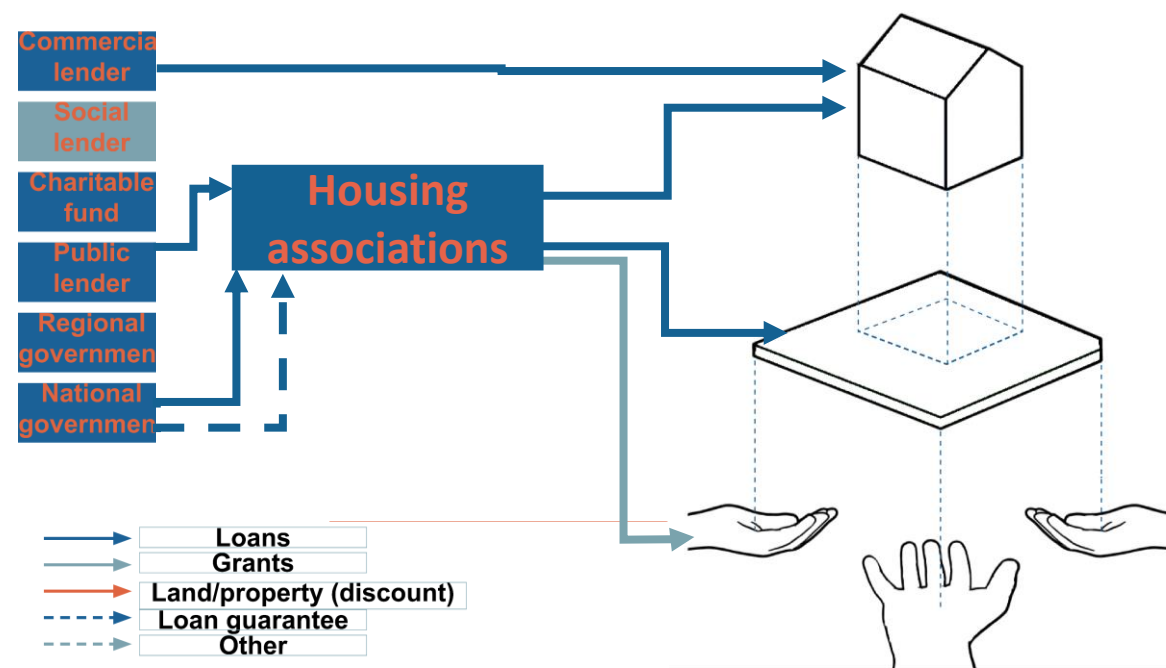 Commercia
lender
Social
lender
Charitable
fund
Public
lender
Regional
governmen
National
governmen
Housing
associations
Loans
Grants
Land/property (discount)
Loan guarantee
Other